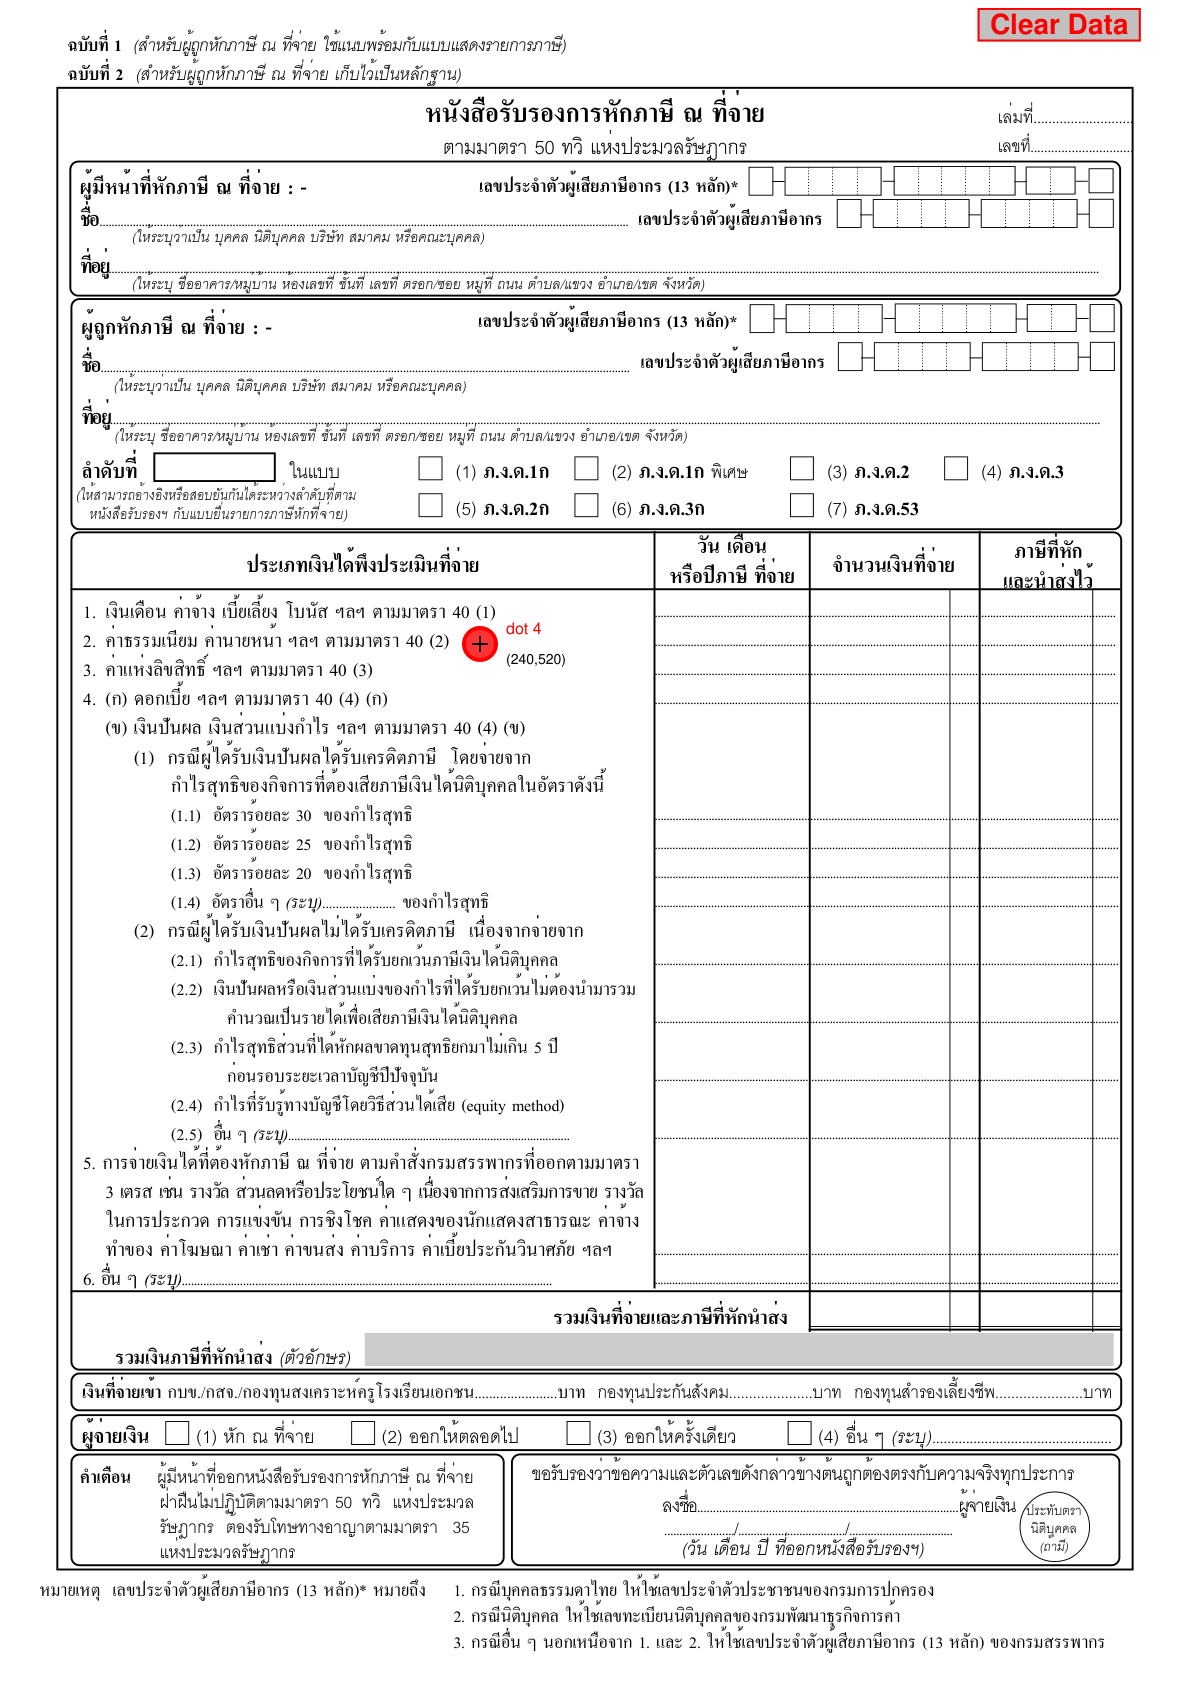 Clear Data
ฉบับที่ 1 (สำหรับผู้ถูกหักภาษี ณ ที่จ่าย ใช้แนบพร้อมกับแบบแสดงรายการภาษี)
ฉบับที่ 2 (สำหรับผู้ถูกหักภาษี ณ ที่จ่าย เก็บไว้เป็นหลักฐาน)
หนังสือรับรองการหักภาษี ณ ที่จ่าย
เล่มที่..........................
ตามมาตรา 50 ทวิ แห่งประมวลรัษฎากร
เลขที่..........................
ผู้มีหน้าที่หักภาษี ณ ที่จ่าย : -
เลขประจำตัวผู้เสียภาษีอากร (13 หลัก)*
ชื่อ.......................... เลขประจำตัวผู้เสียภาษีอากร
(ให้ระบุว่าเป็น บุคคล นิติบุคคล บริษัท สมาคม หรือคณะบุคคล)
ที่อยู่..........................
(ให้ระบุ ชื่ออาคาร/หมู่บ้าน ห้องเลขที่ ชั้นที่ เลขที่ ตรอก/ซอย หมู่ที่ ถนน ตำบล/แขวง อำเภอ/เขต จังหวัด)
ผู้ถูกหักภาษี ณ ที่จ่าย : -
เลขประจำตัวผู้เสียภาษีอากร (13 หลัก)*
ชื่อ.......................... เลขประจำตัวผู้เสียภาษีอากร
(ให้ระบุว่าเป็น บุคคล นิติบุคคล บริษัท สมาคม หรือคณะบุคคล)
ที่อยู่..........................
(ให้ระบุ ชื่ออาคาร/หมู่บ้าน ห้องเลขที่ ชั้นที่ เลขที่ ตรอก/ซอย หมู่ที่ ถนน ตำบล/แขวง อำเภอ/เขต จังหวัด)
ลำดับที่ ในแบบ (1) ภ.ง.ด.1ก (2) ภ.ง.ด.1ก พิเศษ (3) ภ.ง.ด.2 (4) ภ.ง.ด.3
(ให้สามารถอ้างอิงหรือสอบยันกันได้ระหว่างลำดับที่ตาม
หนังสือรับรองฯ กับแบบยื่นรายการภาษีหักที่จ่าย)
(5) ภ.ง.ด.2ก (6) ภ.ง.ด.3ก (7) ภ.ง.ด.53
ประเภทเงินได้พึงประเมินที่จ่าย
วัน เดือน
หรือปีภาษี ที่จ่าย
จำนวนเงินที่จ่าย
ภาษีที่หัก
และนำส่งไว้
1. เงินเดือน ค่าจ้าง เบี้ยเลี้ยง โบนัส ฯลฯ ตามมาตรา 40 (1)
2. ค่าธรรมเนียม ค่านายหน้า ฯลฯ ตามมาตรา 40 (2)
dot 4
(240,520)
3. ค่าแห่งลิขสิทธิ์ ฯลฯ ตามมาตรา 40 (3)
4. (ก) ดอกเบี้ย ฯลฯ ตามมาตรา 40 (4) (ก)
(ข) เงินปันผล เงินส่วนแบ่งกำไร ฯลฯ ตามมาตรา 40 (4) (ข)
(1) กรณีผู้ได้รับเงินปันผลได้รับเครดิตภาษี โดยจ่ายจาก
กำไรสุทธิของกิจการที่ต้องเสียภาษีเงินได้นิติบุคคลในอัตราดังนี้
(1.1) อัตราร้อยละ 30 ของกำไรสุทธิ
(1.2) อัตราร้อยละ 25 ของกำไรสุทธิ
(1.3) อัตราร้อยละ 20 ของกำไรสุทธิ
(1.4) อัตราอื่น ๆ (ระบุ)...................... ของกำไรสุทธิ
(2) กรณีผู้ได้รับเงินปันผลไม่ได้รับเครดิตภาษี เนื่องจากจ่ายจาก
(2.1) กำไรสุทธิของกิจการที่ได้รับยกเว้นภาษีเงินได้นิติบุคคล
(2.2) เงินปันผลหรือเงินส่วนแบ่งของกำไรที่ได้รับยกเว้นไม่ต้องนำมารวม
คำนวณเป็นรายได้เพื่อเสียภาษีเงินได้นิติบุคคล
(2.3) กำไรสุทธิส่วนที่ได้หักผลขาดทุนสุทธิยกมาไม่เกิน 5 ปี
ก่อนรอบระยะเวลาบัญชีปีปัจจุบัน
(2.4) กำไรที่รับรู้ทางบัญชีโดยวิธีส่วนได้เสีย (equity method)
(2.5) อื่น ๆ (ระบุ)..........................
5. การจ่ายเงินได้ที่ต้องหักภาษี ณ ที่จ่าย ตามคำสั่งกรมสรรพากรที่ออกตามมาตรา
3 เตรส เช่น รางวัล ส่วนลดหรือประโยชน์ใด ๆ เนื่องจากการส่งเสริมการขาย รางวัล
ในการประกวด การแข่งขัน การชิงโชค ค่าแสดงของนักแสดงสาธารณะ ค่าจ้าง
ทำของ ค่าโฆษณา ค่าเช่า ค่าขนส่ง ค่าบริการ ค่าเบี้ยประกันวินาศภัย ฯลฯ
6. อื่น ๆ (ระบุ)..........................
รวมเงินที่จ่ายและภาษีที่หักนำส่ง
รวมเงินภาษีที่หักนำส่ง (ตัวอักษร)
เงินที่จ่ายเข้า กบข./กสจ./กองทุนสงเคราะห์ครูโรงเรียนเอกชน......................บาท กองทุนประกันสังคม......................บาท กองทุนสำรองเลี้ยงชีพ......................บาท
ผู้จ่ายเงิน (1) หัก ณ ที่จ่าย (2) ออกให้ตลอดไป (3) ออกให้ครั้งเดียว (4) อื่น ๆ (ระบุ)..........................
คำเตือน ผู้มีหน้าที่ออกหนังสือรับรองการหักภาษี ณ ที่จ่าย
ฝ่าฝืนไม่ปฏิบัติตามมาตรา 50 ทวิ แห่งประมวล
รัษฎากร ต้องรับโทษทางอาญาตามมาตรา 35
แห่งประมวลรัษฎากร
ขอรับรองว่าข้อความและตัวเลขดังกล่าวข้างต้นถูกต้องตรงกับความจริงทุกประการ
ลงชื่อ..........................ผู้จ่ายเงิน
................/......................../........................
(วัน เดือน ปี ที่ออกหนังสือรับรองฯ)
ประทับตรา
นิติบุคคล
(ถ้ามี)
หมายเหตุ เลขประจำตัวผู้เสียภาษีอากร (13 หลัก)* หมายถึง 1. กรณีบุคคลธรรมดาไทย ให้ใช้เลขประจำตัวประชาชนของกรมการปกครอง
2. กรณีนิติบุคคล ให้ใช้เลขทะเบียนนิติบุคคลของกรมพัฒนาธุรกิจการค้า
3. กรณีอื่น ๆ นอกเหนือจาก 1. และ 2. ให้ใช้เลขประจำตัวผู้เสียภาษีอากร (13 หลัก) ของกรมสรรพากร